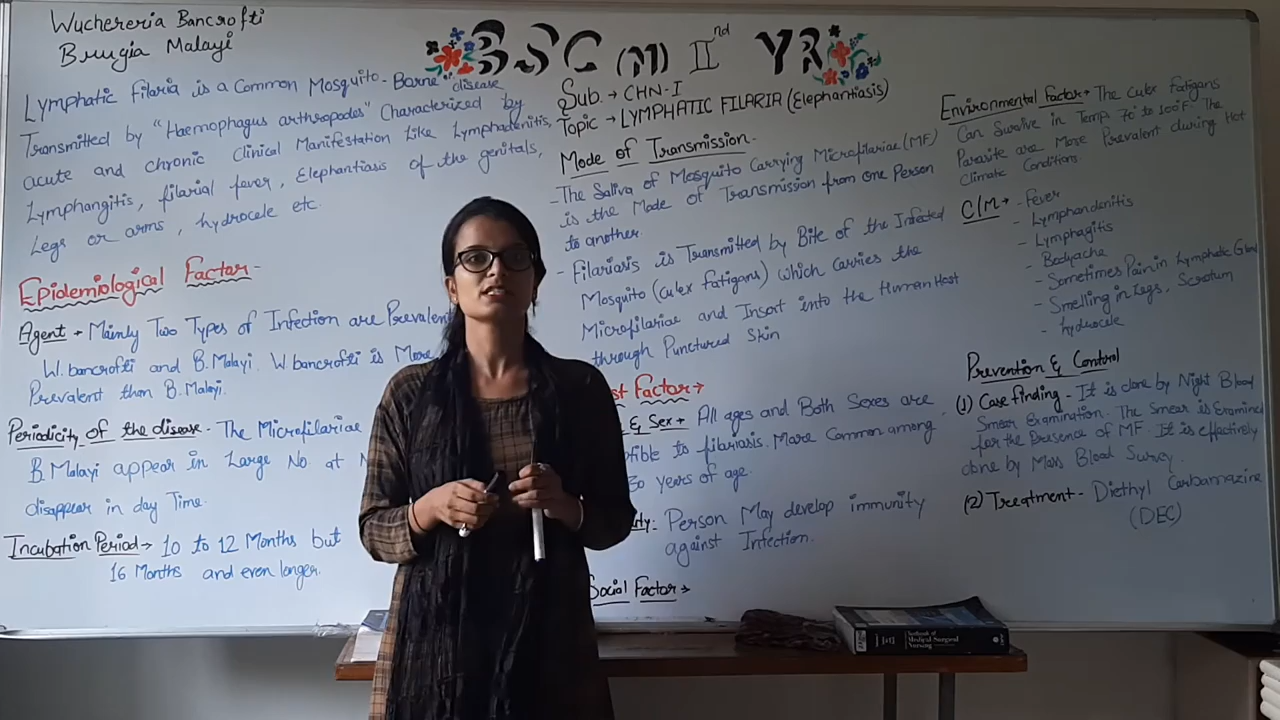 Wuchereria Bancrofti
Brugia Malayi
BSC (N) II nd YR
Lymphatic Filaria is a Common Mosquito-Borne disease
Transmitted by "Haemophagus arthropodes" Characterized by
acute and chronic Clinical Manifestation Like Lymphadenitis,
Lymphangitis, filarial fever, Elephantiasis of the genitals,
Legs or arms, hydrocele etc.
Epidemiological Factor-
Agent → Mainly Two Types of Infection are Prevalent
W. bancrofti and B. Malayi. W. bancrofti is More
Prevalent than B. Malayi.
Periodicity of the disease - The Microfilariae
B. Malayi appear in Large No. at
disappear in day Time.
Incubation Period → 10 to 12 Months but
16 Months and even longer.
Sub. → CHN-I
Topic → LYMPHATIC FILARIA (Elephantiasis)
Mode of Transmission-
- The Saliva of Mosquito Carrying Microfilariae (MF)
is the Mode of Transmission from one Person
to another.
- Filariasis is Transmitted by Bite of the Infected
Mosquito (culex fatigans) which carries the
Microfilariae and Insort into the Human Host
through Punctured Skin
Factor→
& Sex → All ages and Both Sexes are
to filariasis. More Common among
30 years of age.
Person May develop immunity
against Infection.
Social Factor →
Environmental Factor → The culex fatigans
Can Survive in Temp. 70° to 100°F. The
Parasite are More Prevalent during Hot
Climatic Conditions
C/M → - Fever
- Lymphandenitis
- Lymphagitis
- Bodyache
- Sometimes Pain in Lymphatic Gland
- Smelling in legs, Scrotum
- hydrocele
Prevention & Control
(1) Case finding - It is done by Night Blood
Smear Examination. The Smear is Examined
for the Presence of MF. It is effectively
done by Mass Blood Survey.
(2) Treatment - Diethyl Carbamazine
(DEC)
Textbook of
Medical-Surgical
Nursing